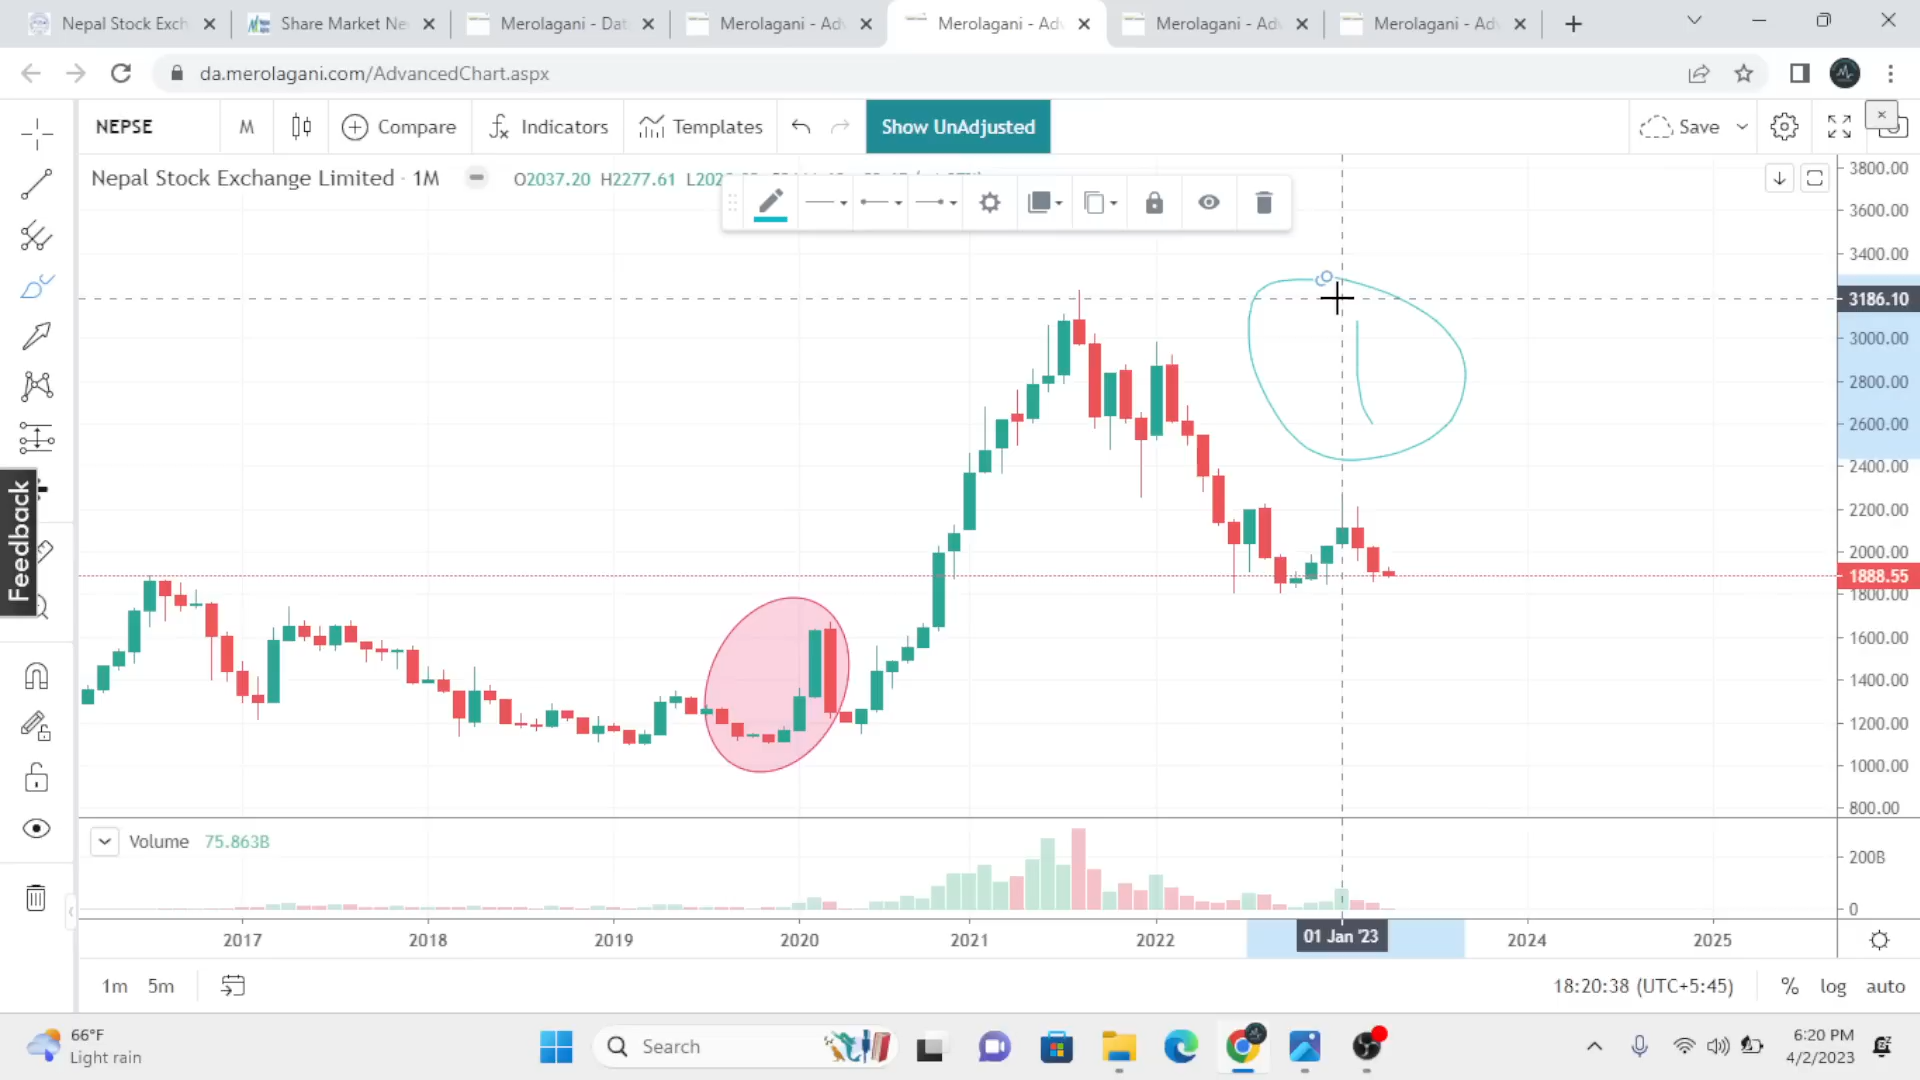 Nepal Stock Exch
Share Market Ne
Merolagani - Dat
Merolagani - Adv
Merolagani - Adv
Merolagani - Adv
Merolagani - Adv
da.merolagani.com/AdvancedChart.aspx
NEPSE M Compare Indicators Templates Show UnAdjusted Save
Nepal Stock Exchange Limited · 1M O2037.20 H2277.61
3800.00
3600.00
3400.00
3186.10
3000.00
2800.00
2600.00
2400.00
2200.00
2000.00
1888.55
1800.00
1600.00
1400.00
1200.00
1000.00
800.00
Feedback
Volume 75.863B
200B
0
2017 2018 2019 2020 2021 2022 01 Jan '23 2024 2025
1m 5m 18:20:38 (UTC+5:45) % log auto
66°F
Light rain
Search
6:20 PM
4/2/2023